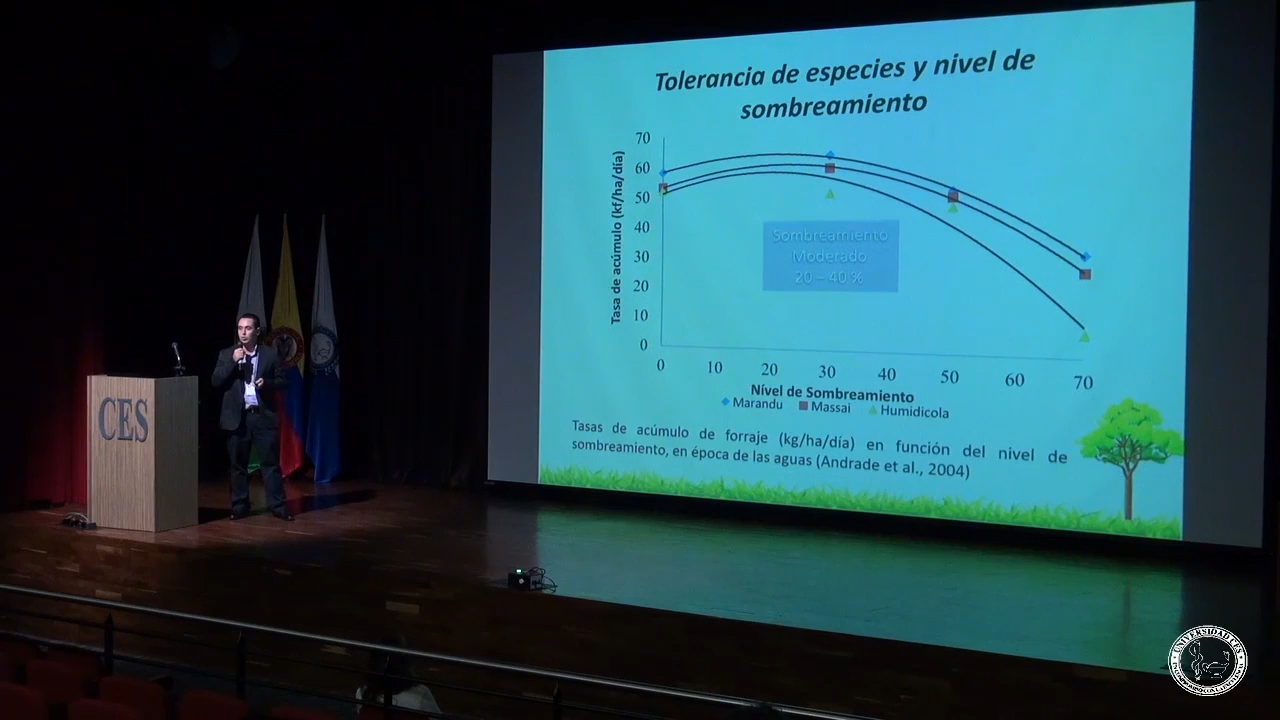 Tolerancia de especies y nivel de
sombreamiento
Tasa de acúmulo (kf/ha/día)
70
60
50
40
30
20
10
0
Sombreamiento
Moderado
20 – 40 %
0 10 20 30 40 50 60 70
Nível de Sombreamiento
Marandu Massai Humidicola
Tasas de acúmulo de forraje (kg/ha/día) en función del nivel de
sombreamiento, en época de las aguas (Andrade et al., 2004)
CES
UNIVERSIDAD CES